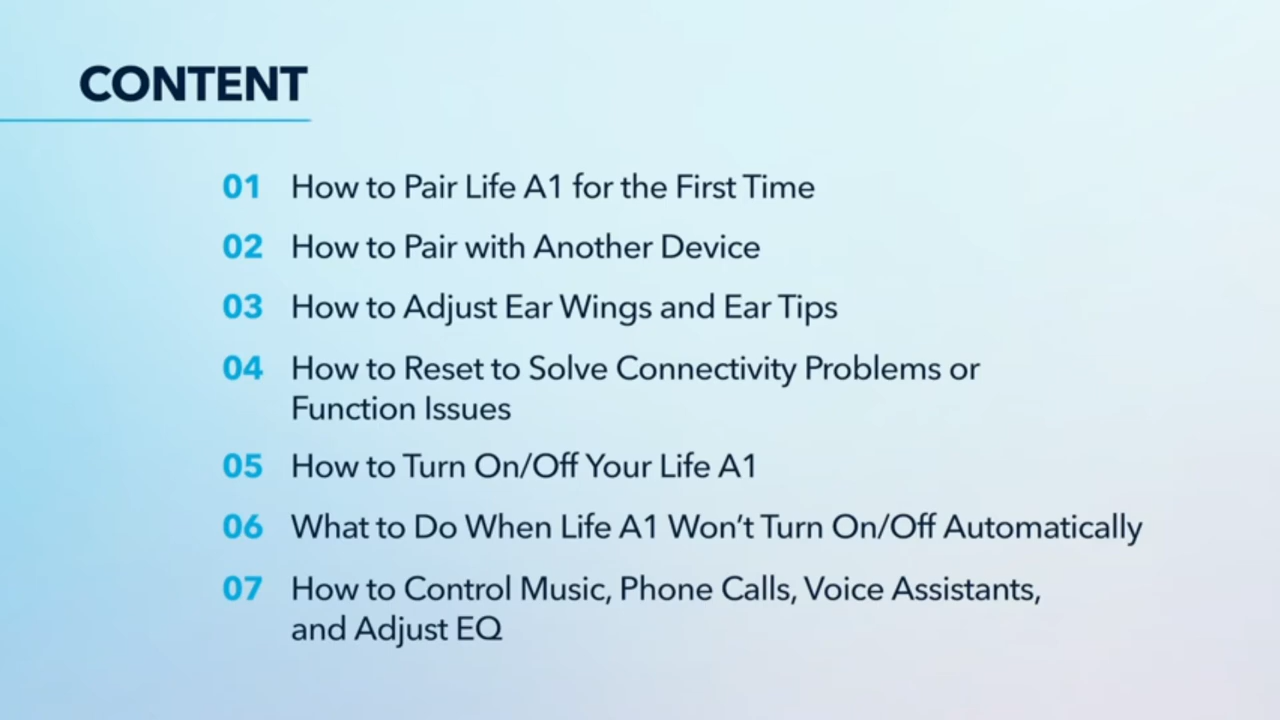 CONTENT
01 How to Pair Life A1 for the First Time
02 How to Pair with Another Device
03 How to Adjust Ear Wings and Ear Tips
04 How to Reset to Solve Connectivity Problems or
Function Issues
05 How to Turn On/Off Your Life A1
06 What to Do When Life A1 Won’t Turn On/Off Automatically
07 How to Control Music, Phone Calls, Voice Assistants,
and Adjust EQ